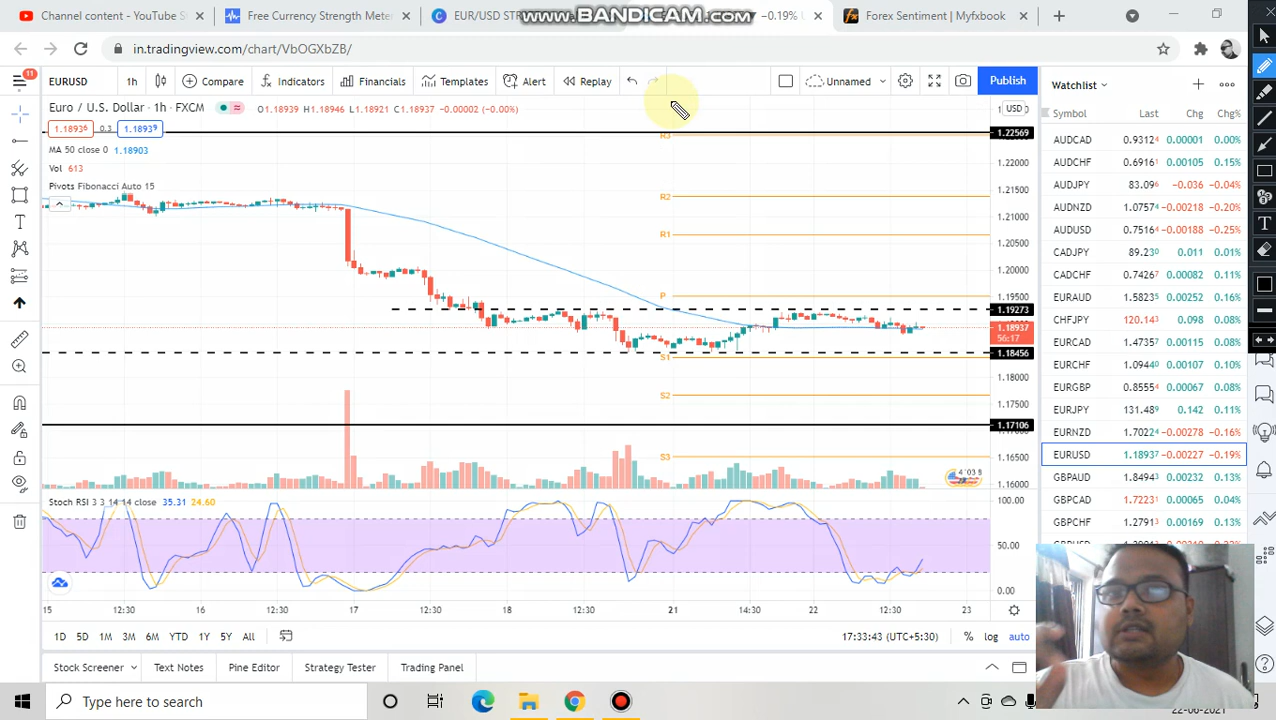 (1) YouTube
Free Currency Strength Meter
EUR/USD STR
−0.19% U
Forex Sentiment | Myfxbook
www.BANDICAM.com
in.tradingview.com/chart/VbOGXbZB/
11
EURUSD 1h Compare Indicators Financials Templates Alert Replay Unnamed Publish
Euro / U.S. Dollar · 1h · FXCM O1.18939 H1.18946 L1.18921 C1.18937 −0.00002 (−0.00%)
USD
1.18936 0.3 1.18939
MA 50 close 0 1.18903
Vol 613
Pivots Fibonacci Auto 15
R3
R2
R1
P
S1
S2
S3
1.22569
1.22000
1.21500
1.21000
1.20500
1.20000
1.19500
1.19273
1.18937
56:17
1.18456
1.18000
1.17500
1.17106
1.16500
1.16000
Stoch RSI 3 3 14 14 close 35.31 24.60
100.00
50.00
0.00
15 12:30 16 12:30 17 12:30 18 12:30 21 14:30 22 12:30 23
1D 5D 1M 3M 6M YTD 1Y 5Y All 17:33:43 (UTC+5:30) % log auto
Stock Screener Text Notes Pine Editor Strategy Tester Trading Panel
Watchlist
Symbol Last Chg Chg%
AUDCAD 0.93124 0.00001 0.00%
AUDCHF 0.69161 0.00105 0.15%
AUDJPY 83.096 −0.036 −0.04%
AUDNZD 1.07574 −0.00218 −0.20%
AUDUSD 0.75164 −0.00188 −0.25%
CADJPY 89.230 0.011 0.01%
CADCHF 0.74267 0.00082 0.11%
EURAUD 1.58235 0.00252 0.16%
CHFJPY 120.143 0.098 0.08%
EURCAD 1.47357 0.00115 0.08%
EURCHF 1.09440 0.00107 0.10%
EURGBP 0.85554 0.00067 0.08%
EURJPY 131.489 0.142 0.11%
EURNZD 1.70224 −0.00278 −0.16%
EURUSD 1.18937 −0.00227 −0.19%
GBPAUD 1.84943 0.00232 0.13%
GBPCAD 1.72231 0.00065 0.04%
GBPCHF 1.27913 0.00169 0.13%
Type here to search
22-06-2021